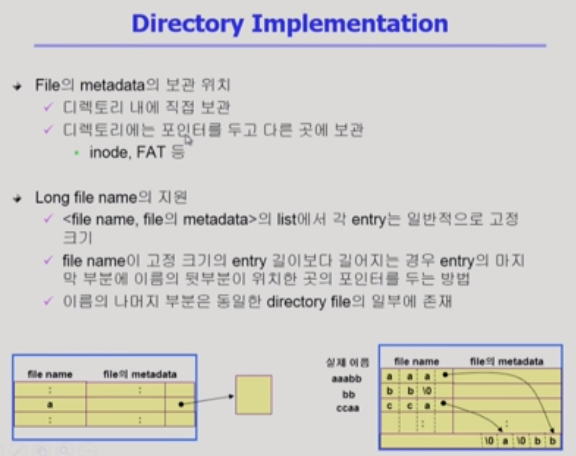 Directory Implementation
File의 metadata의 보관 위치
디렉토리 내에 직접 보관
디렉토리에는 포인터를 두고 다른 곳에 보관
inode, FAT 등
Long file name의 지원
<file name, file의 metadata>의 list에서 각 entry는 일반적으로 고정
크기
file name이 고정 크기의 entry 길이보다 길어지는 경우 entry의 마지
막 부분에 이름의 뒷부분이 위치한 곳의 포인터를 두는 방법
이름의 나머지 부분은 동일한 directory file의 일부에 존재
file name file의 metadata
: :
a
: :
실제 이름
aaabb
bb
ccaa
file name file의 metadata
a a a
b b \0
c c a
: :
\0 a \0 b b